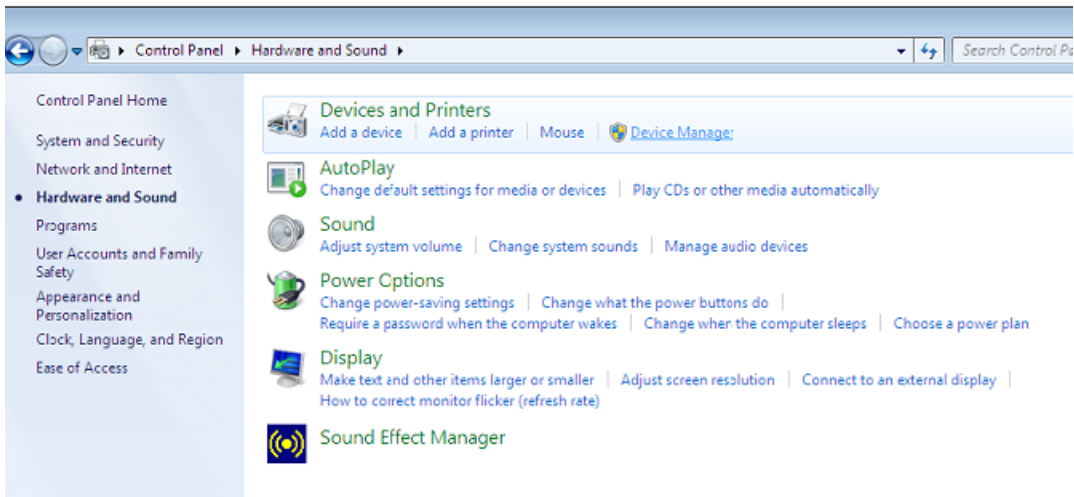 Control Panel Hardware and Sound
Search Control Pa
Control Panel Home
System and Security
Network and Internet
Hardware and Sound
Programs
User Accounts and Family
Safety
Appearance and
Personalization
Clock, Language, and Region
Ease of Access
Devices and Printers
Add a device Add a printer Mouse Device Manager
AutoPlay
Change default settings for media or devices Play CDs or other media automatically
Sound
Adjust system volume Change system sounds Manage audio devices
Power Options
Change power-saving settings Change what the power buttons do
Require a password when the computer wakes Change when the computer sleeps Choose a power plan
Display
Make text and other items larger or smaller Adjust screen resolution Connect to an external display
How to correct monitor flicker (refresh rate)
Sound Effect Manager